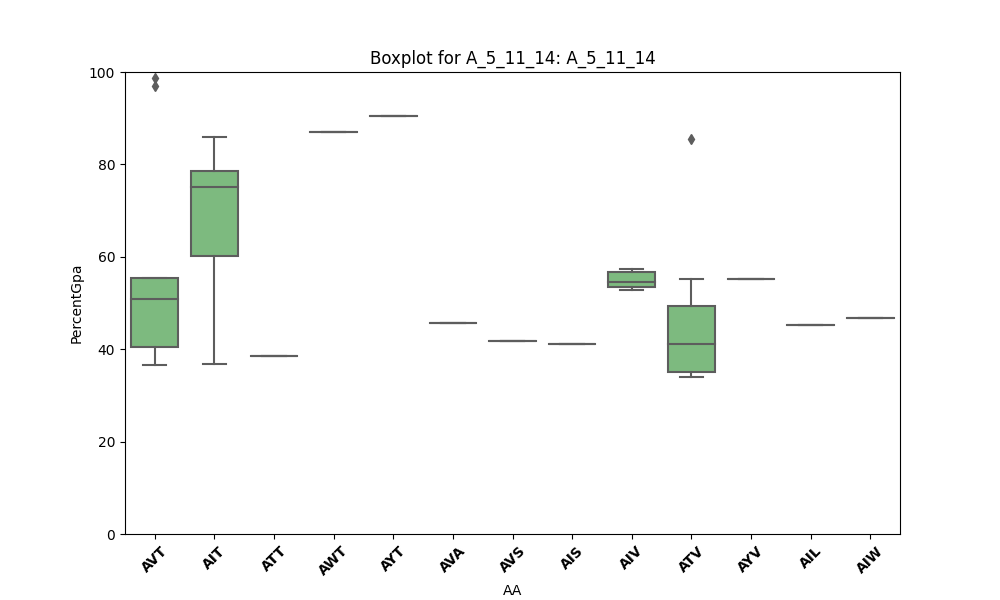 Boxplot for A_5_11_14: A_5_11_14
100
80
60
40
20
0
PercentGpa
AVT AIT ATT AWT AYT AVA AVS AIS AIV ATV AYV AIL AIW
AA